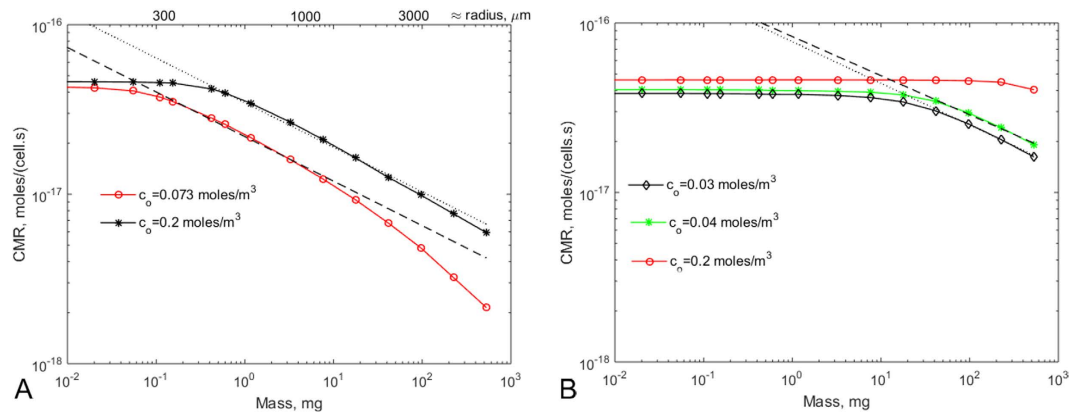 300 1000 3000 ≈ radius, μm
10^-16
10^-17
10^-18
CMR, moles/(cell.s)
c_o=0.073 moles/m^3
c_o=0.2 moles/m^3
10^-2 10^-1 10^0 10^1 10^2 10^3
Mass, mg
A
10^-16
10^-17
10^-18
CMR, moles/(cells.s)
c_o=0.03 moles/m^3
c_o=0.04 moles/m^3
c_o=0.2 moles/m^3
10^-2 10^-1 10^0 10^1 10^2 10^3
Mass, mg
B